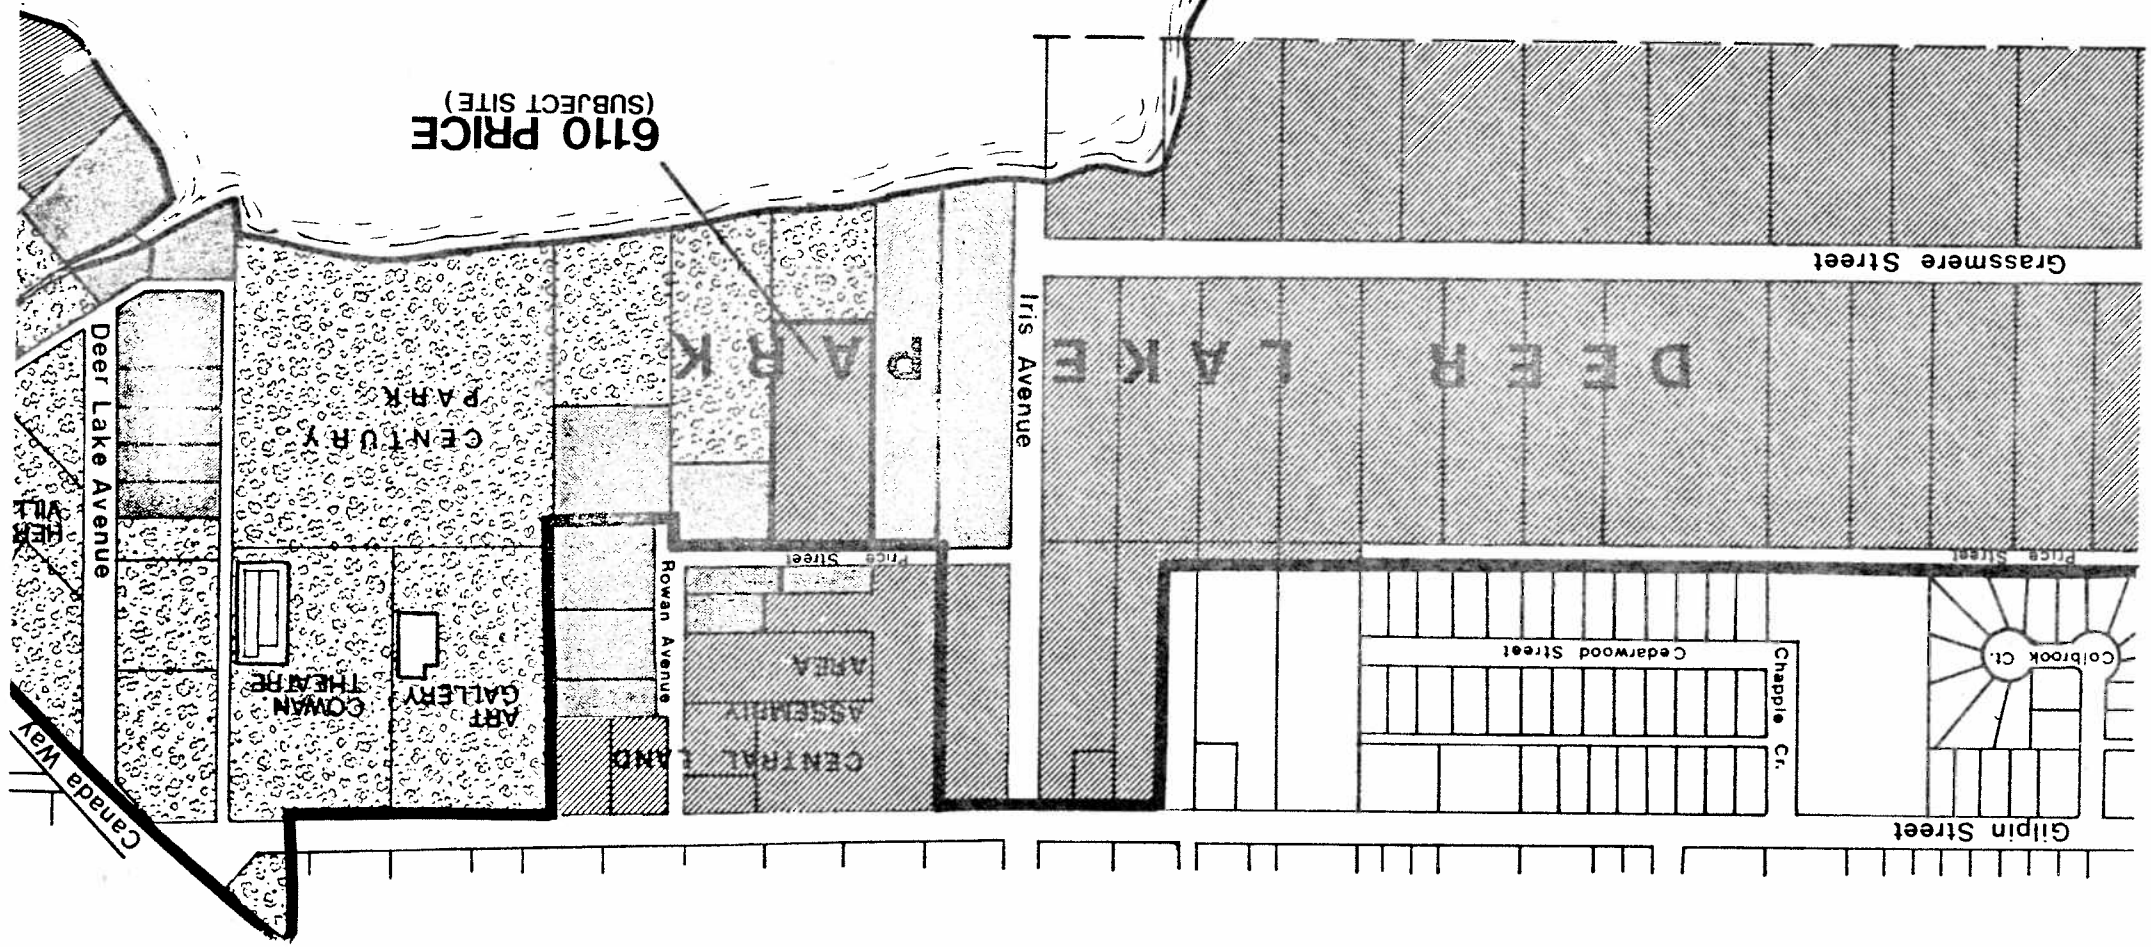 Gilpin Street
Canada Way
Colbrook Ct.
Chapple Cr.
Cedarwood Street
CENTRAL LAND
ASSEMBLY
AREA
Rowan Avenue
ART
GALLERY
COWAN
THEATRE
Price Street
Price Street
Deer Lake Avenue
HER
VILL
CENTURY
PARK
DEER LAKE PARK
Iris Avenue
Grassmere Street
6110 PRICE
(SUBJECT SITE)